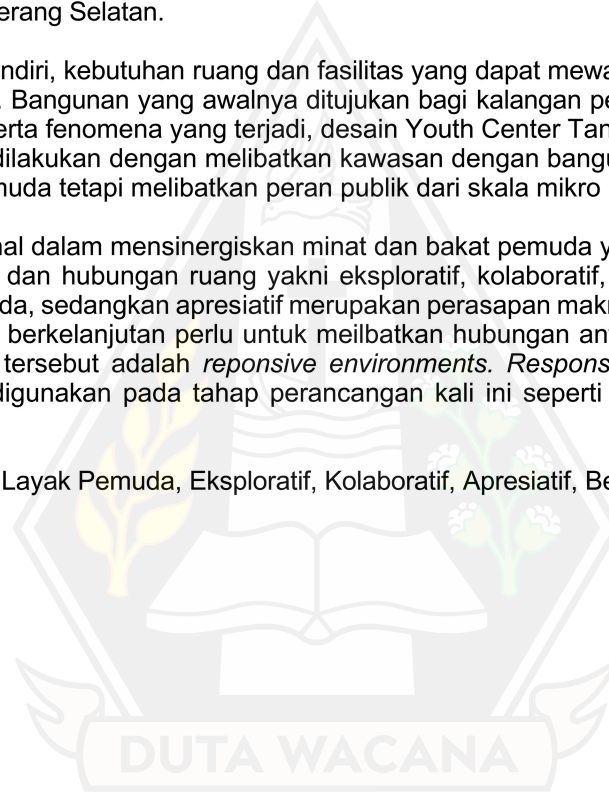 erang Selatan.
ndiri, kebutuhan ruang dan fasilitas yang dapat mewa
. Bangunan yang awalnya ditujukan bagi kalangan pe
erta fenomena yang terjadi, desain Youth Center Tan
dilakukan dengan melibatkan kawasan dengan bangu
nuda tetapi melibatkan peran publik dari skala mikro
nal dalam mensinergiskan minat dan bakat pemuda y
dan hubungan ruang yakni eksploratif, kolaboratif,
da, sedangkan apresiatif merupakan perasapan makr
berkelanjutan perlu untuk meilbatkan hubungan an
tersebut adalah reponsive environments. Respons
digunakan pada tahap perancangan kali ini seperti
Layak Pemuda, Eksploratif, Kolaboratif, Apresiatif, Be
DUTA WACANA